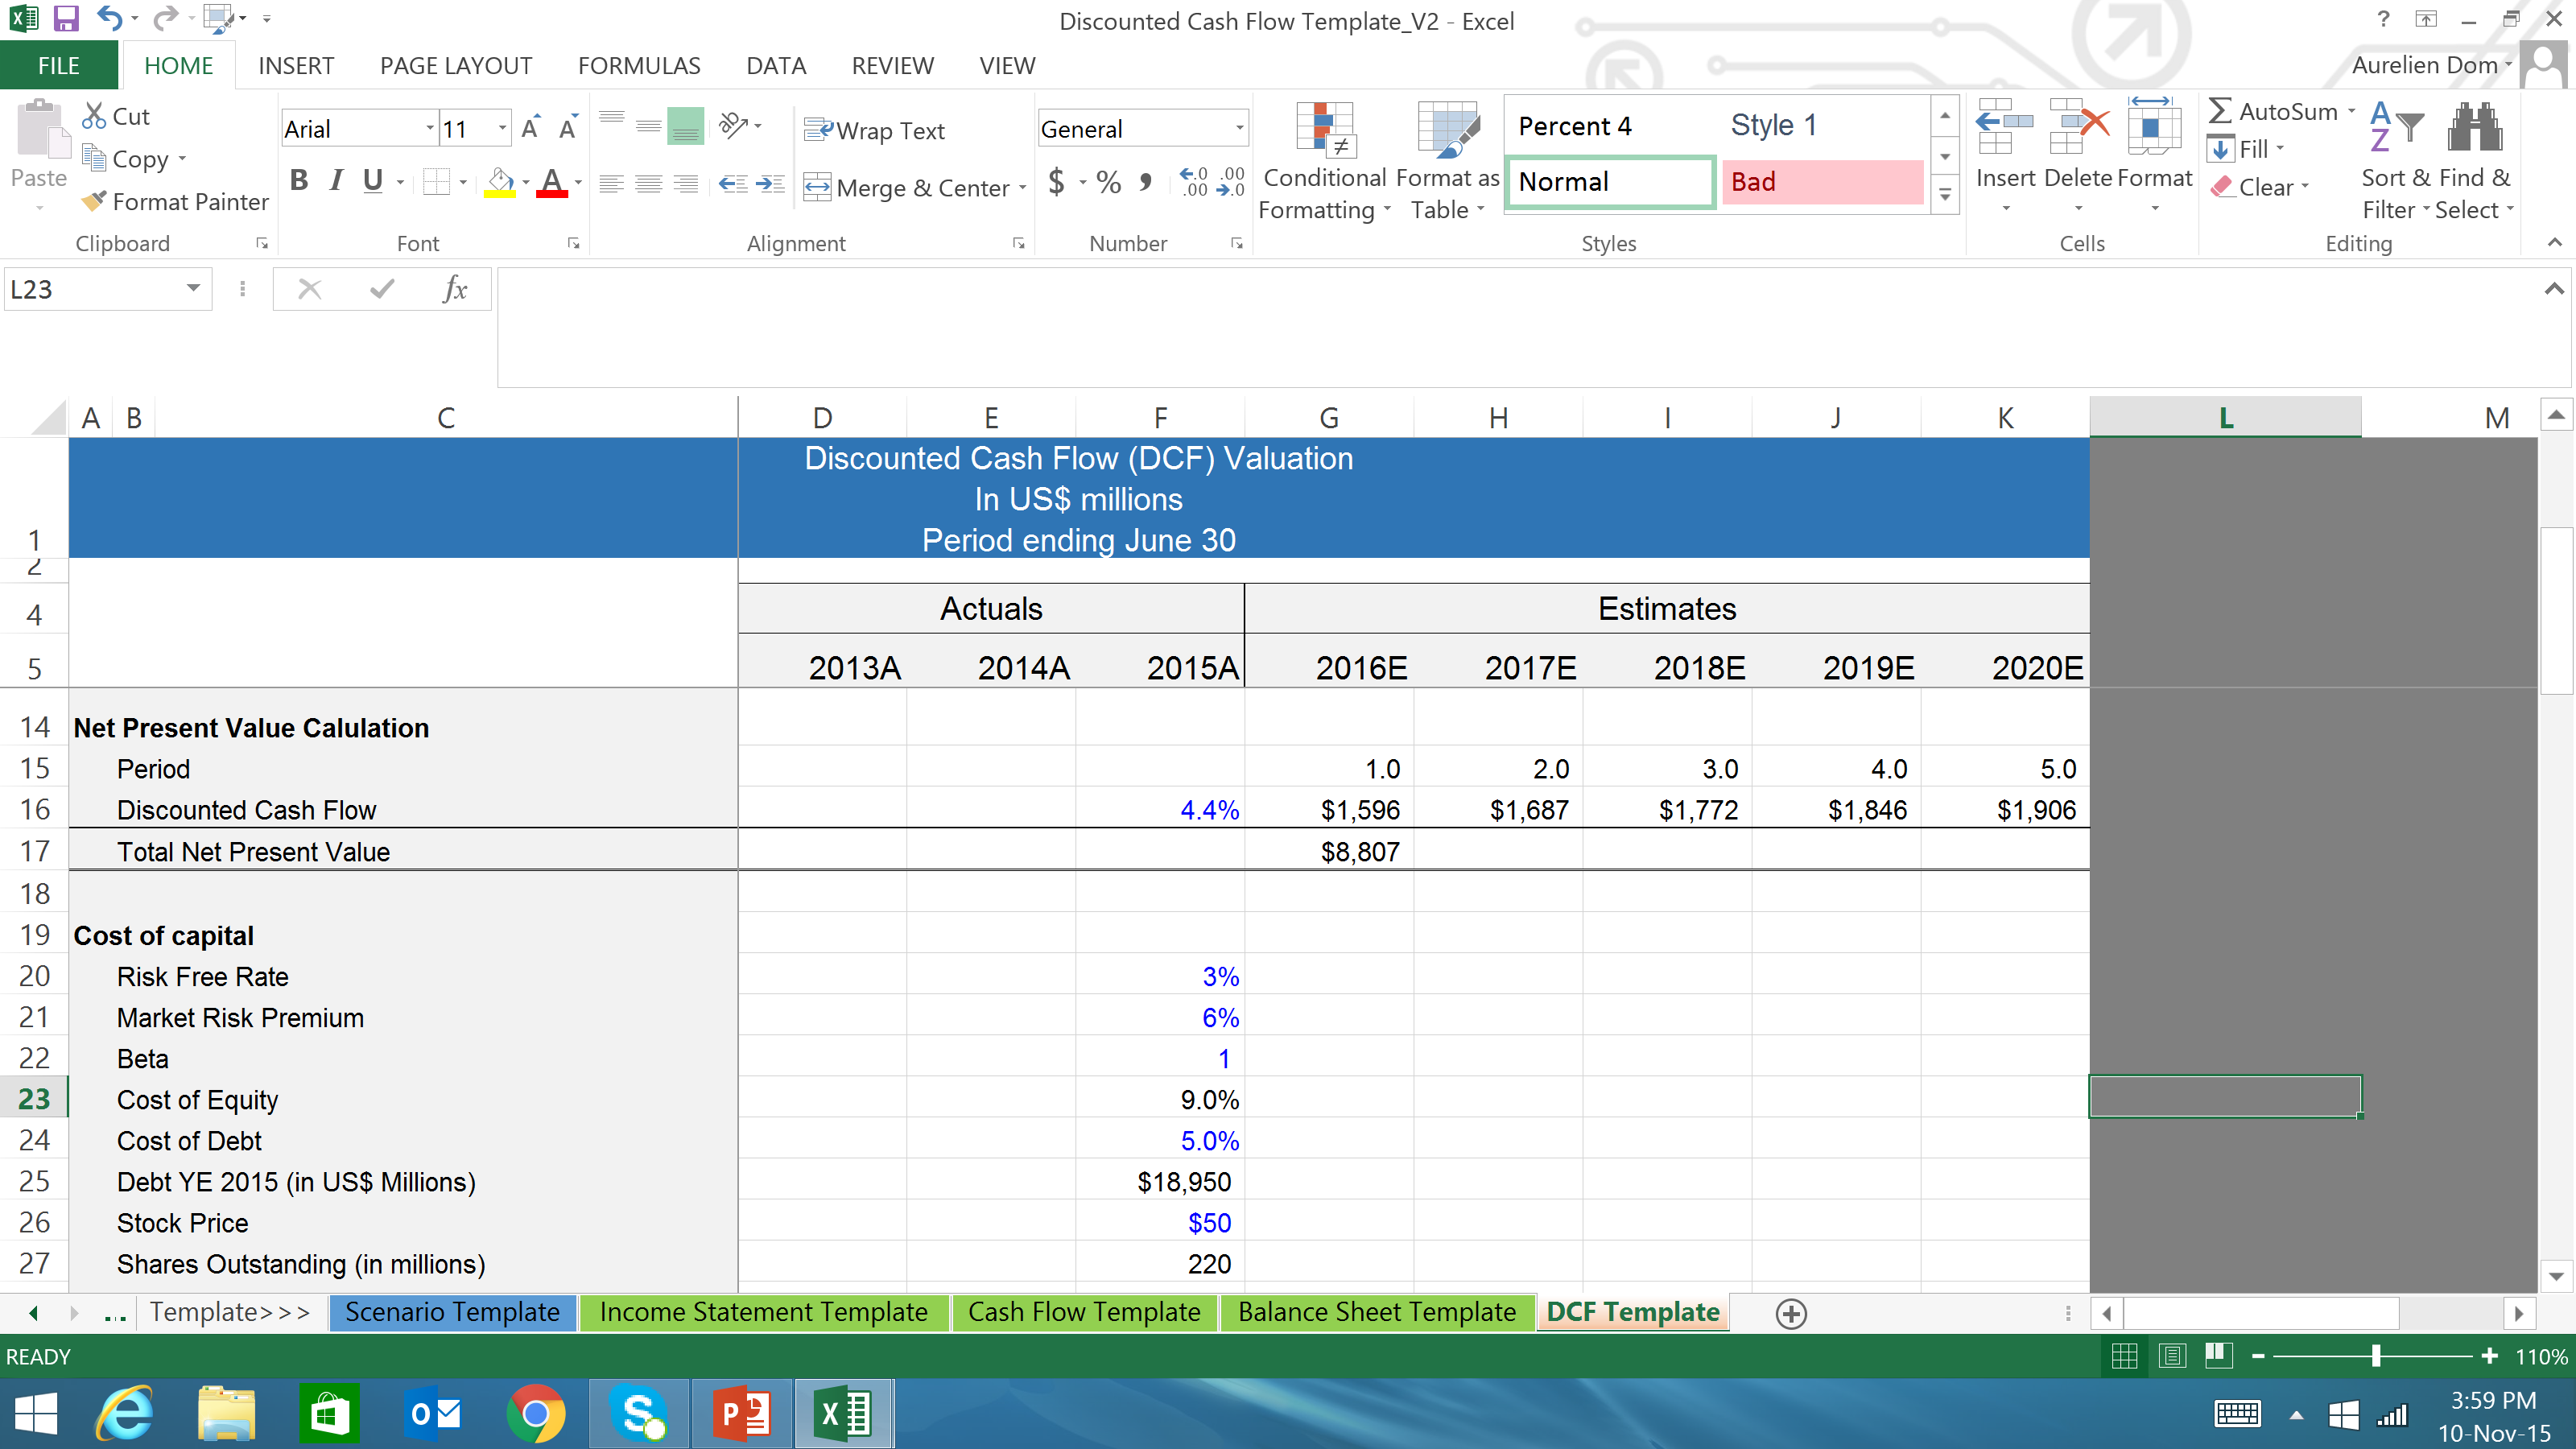 Discounted Cash Flow Template_V2 - Excel
?
FILE HOME INSERT PAGE LAYOUT FORMULAS DATA REVIEW VIEW Aurelien Dom
Paste Cut Copy Format Painter
Arial 11
B I U A
Wrap Text
Merge & Center
General
$ % ,
Conditional Formatting
Format as Table
Percent 4 Style 1
Normal Bad
Insert Delete Format
AutoSum
Fill
Clear
Sort & Filter
Find & Select
Clipboard Font Alignment Number Styles Cells Editing
L23 fx
A B C D E F G H I J K L M
1 Discounted Cash Flow (DCF) Valuation
In US$ millions
Period ending June 30
2
4 Actuals Estimates
5 2013A 2014A 2015A 2016E 2017E 2018E 2019E 2020E
14 Net Present Value Calulation
15 Period 1.0 2.0 3.0 4.0 5.0
16 Discounted Cash Flow 4.4% $1,596 $1,687 $1,772 $1,846 $1,906
17 Total Net Present Value $8,807
18
19 Cost of capital
20 Risk Free Rate 3%
21 Market Risk Premium 6%
22 Beta 1
23 Cost of Equity 9.0%
24 Cost of Debt 5.0%
25 Debt YE 2015 (in US$ Millions) $18,950
26 Stock Price $50
27 Shares Outstanding (in millions) 220
... Template>>> Scenario Template Income Statement Template Cash Flow Template Balance Sheet Template DCF Template
READY 110%
3:59 PM
10-Nov-15